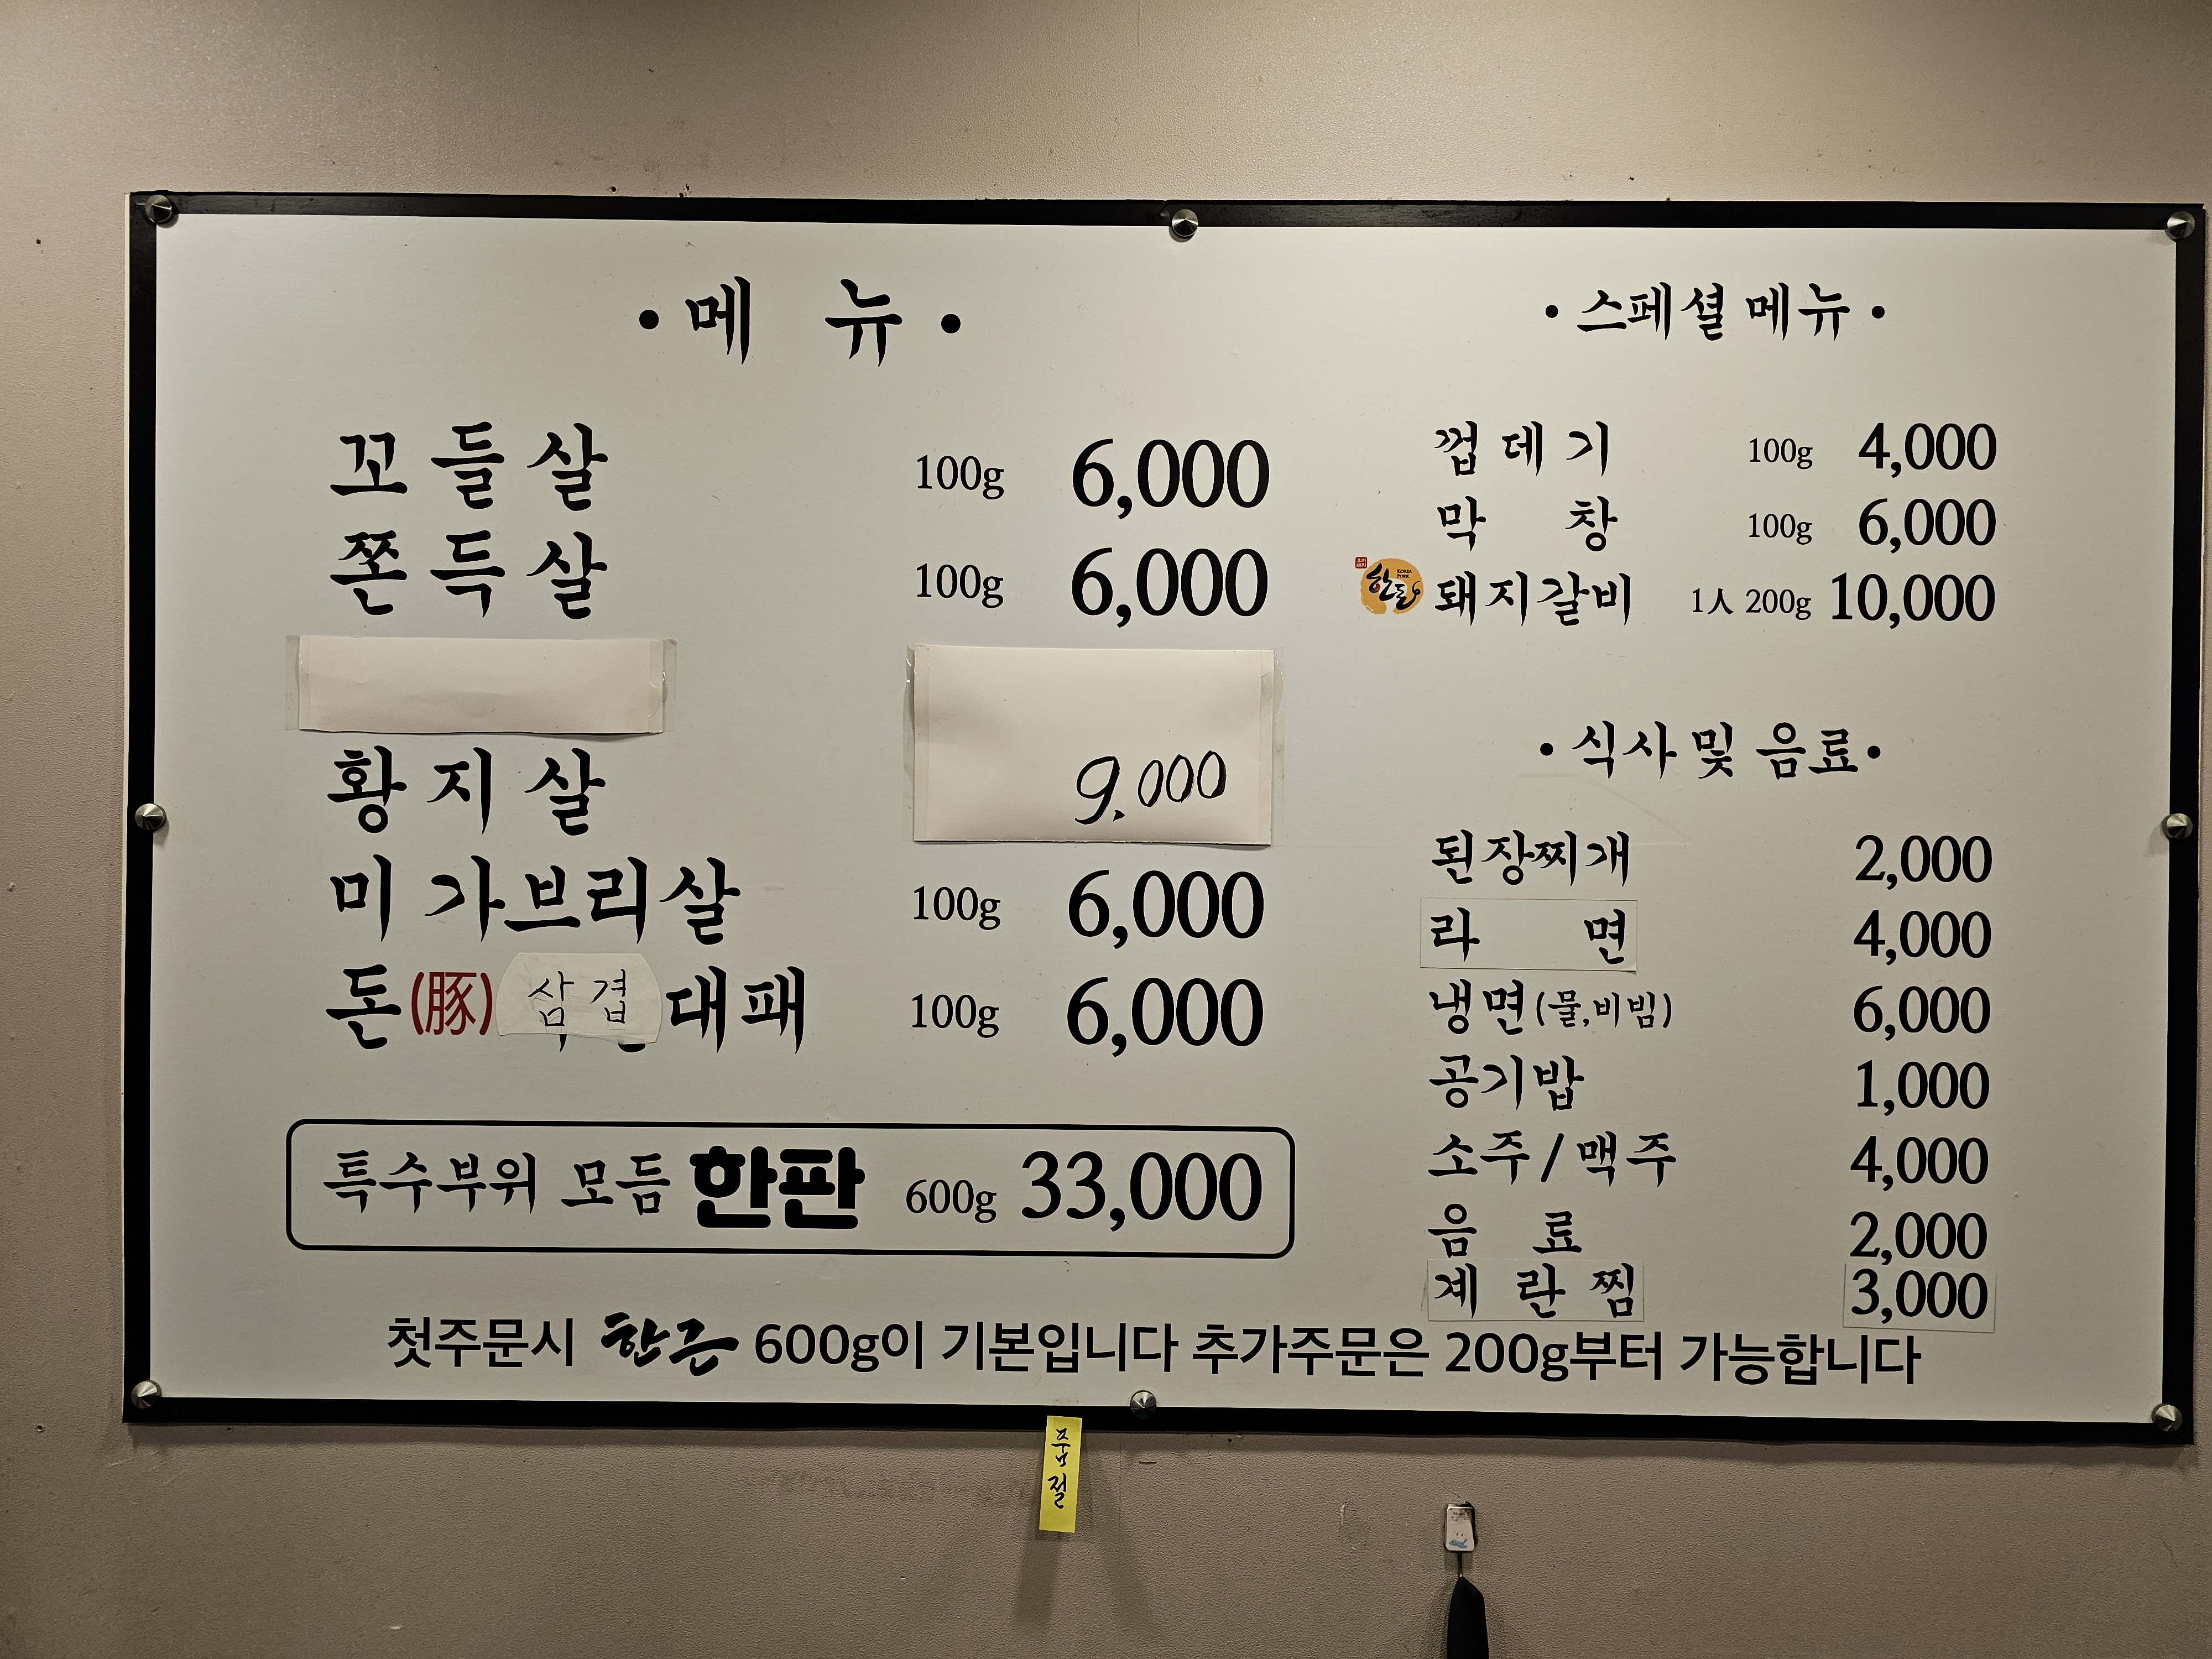 • 메 뉴 •
꼬들살 100g 6,000
쫀득살 100g 6,000
황지살 9.000
미 가브리살 100g 6,000
돈(豚) 삼겹 대패 100g 6,000
특수부위 모듬 한판 600g 33,000
• 스페셜 메뉴 •
껍데기 100g 4,000
막창 100g 6,000
한돈 KOREA PORK 돼지갈비 1人 200g 10,000
• 식사 및 음료 •
된장찌개 2,000
라면 4,000
냉면(물,비빔) 6,000
공기밥 1,000
소주/맥주 4,000
음료 2,000
계란찜 3,000
첫주문시 한근 600g이 기본입니다 추가주문은 200g부터 가능합니다
품절